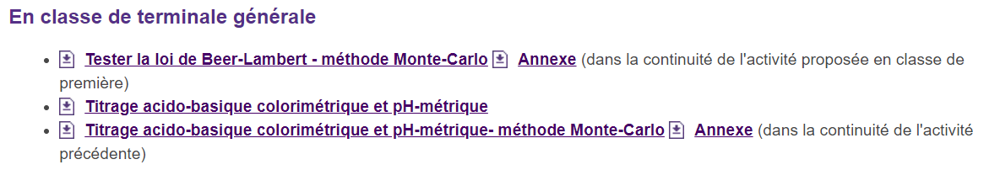 En classe de terminale générale
Tester la loi de Beer-Lambert - méthode Monte-Carlo Annexe (dans la continuité de l'activité proposée en classe de
première)
Titrage acido-basique colorimétrique et pH-métrique
Titrage acido-basique colorimétrique et pH-métrique- méthode Monte-Carlo Annexe (dans la continuité de l'activité
précédente)